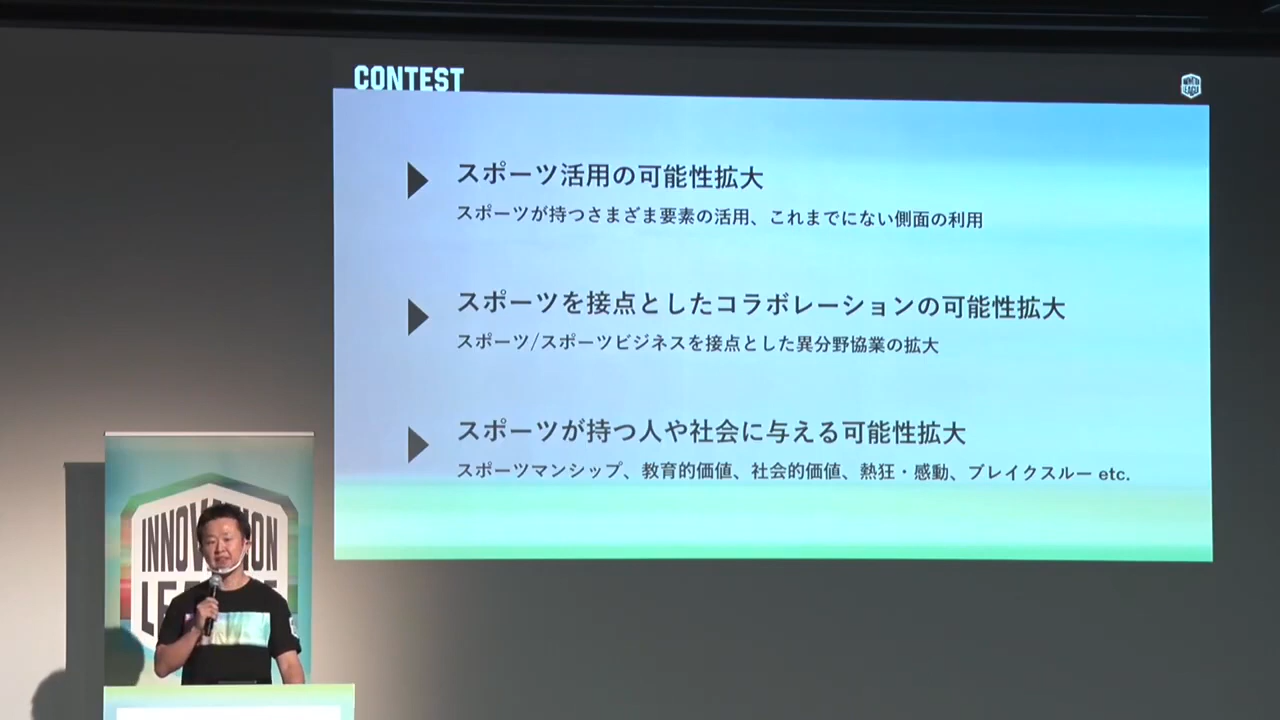 CONTEST
スポーツ活用の可能性拡大
スポーツが持つさまざま要素の活用、これまでにない側面の利用
スポーツを接点としたコラボレーションの可能性拡大
スポーツ/スポーツビジネスを接点とした異分野協業の拡大
スポーツが持つ人や社会に与える可能性拡大
スポーツマンシップ、教育的価値、社会的価値、熱狂・感動、ブレイクスルー etc.